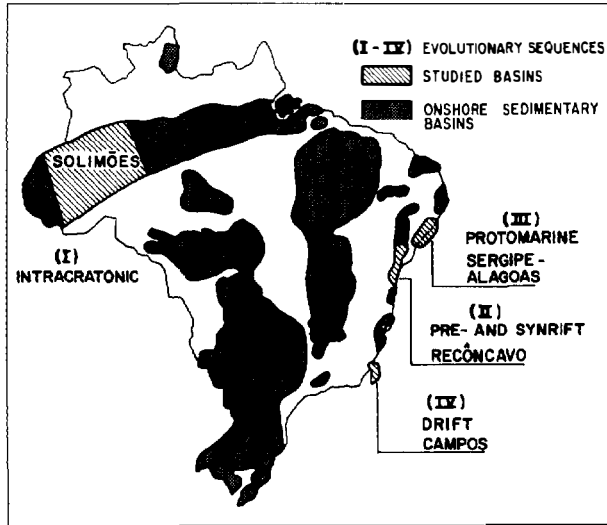 (I-IV) EVOLUTIONARY SEQUENCES
STUDIED BASINS
ONSHORE SEDIMENTARY
BASINS
SOLIMÕES
(I)
INTRACRATONIC
(III)
PROTOMARINE
SERGIPE-
ALAGOAS
(II)
PRE- AND SYNRIFT
RECÔNCAVO
(IV)
DRIFT
CAMPOS